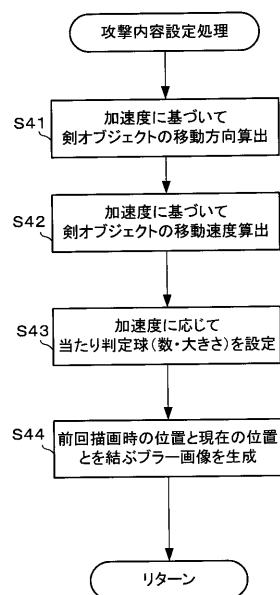 攻撃内容設定処理
S41
加速度に基づいて
剣オブジェクトの移動方向算出
S42
加速度に基づいて
剣オブジェクトの移動速度算出
S43
加速度に応じて
当たり判定球(数・大きさ)を設定
S44
前回描画時の位置と現在の位置
とを結ぶブラー画像を生成
リターン